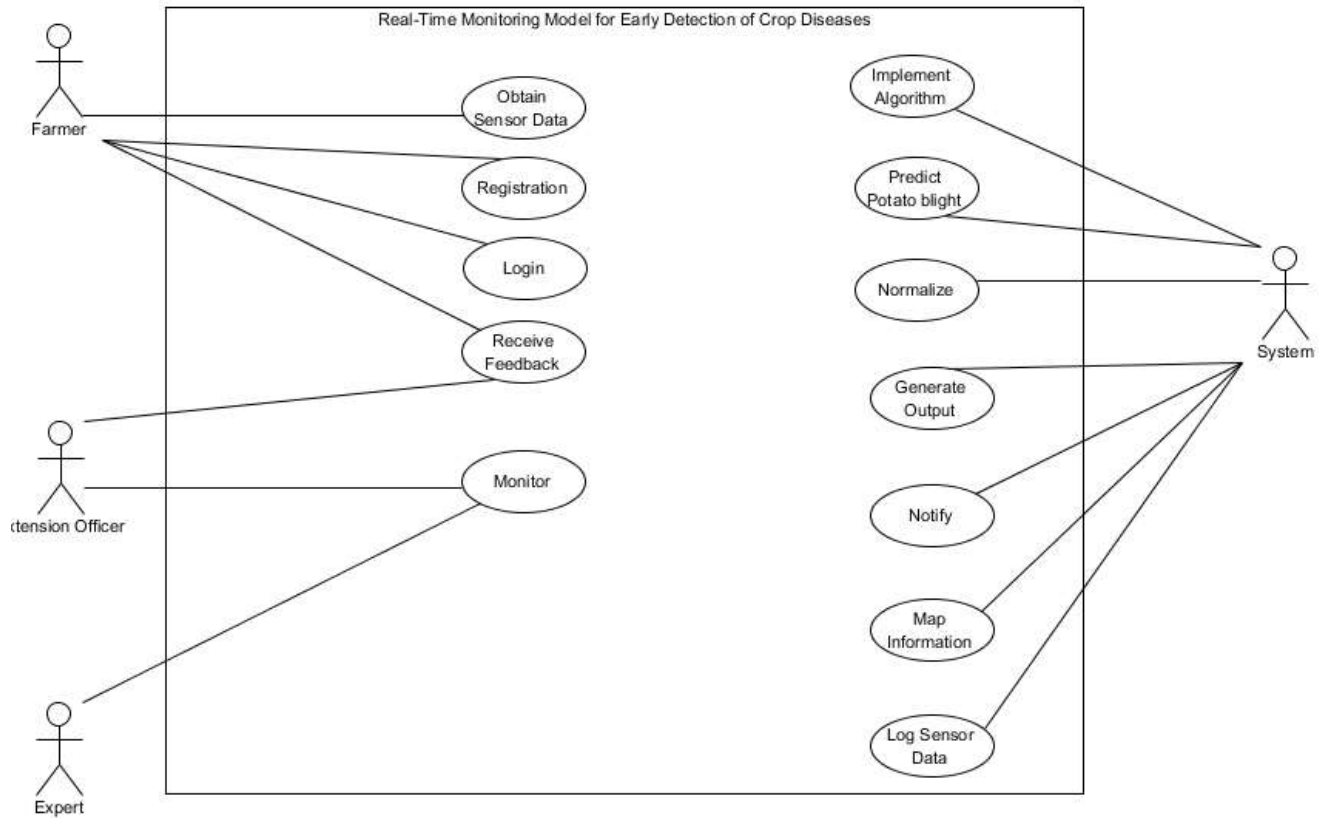 Real-Time Monitoring Model for Early Detection of Crop Diseases
Farmer
Obtain
Sensor Data
Registration
Login
Receive
Feedback
xtension Officer
Monitor
Expert
Implement
Algorithm
Predict
Potato blight
Normalize
System
Generate
Output
Notify
Map
Information
Log Sensor
Data